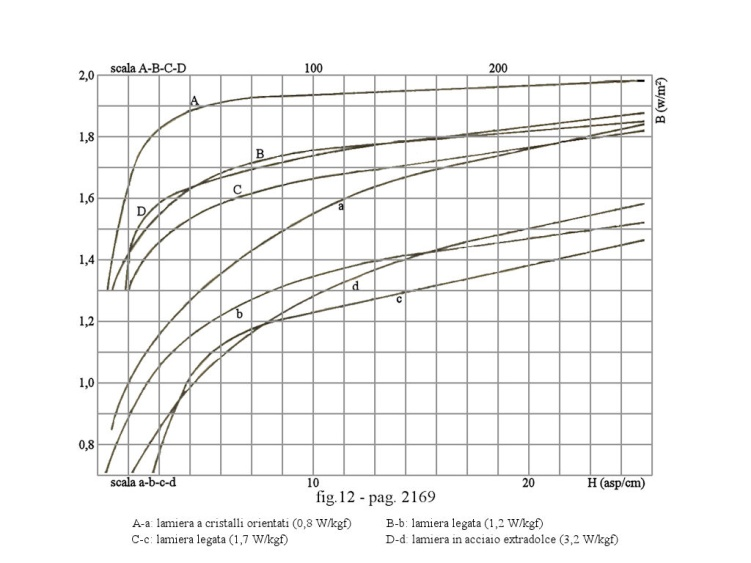 scala A-B-C-D 100 200
2,0
B (w/m²)
A
1,8
B
C
1,6
D
a
1,4
d
c
b
1,2
1,0
0,8
scala a-b-c-d 10 20 H (asp/cm)
fig.12 - pag. 2169
A-a: lamiera a cristalli orientati (0,8 W/kgf) B-b: lamiera legata (1,2 W/kgf)
C-c: lamiera legata (1,7 W/kgf) D-d: lamiera in acciaio extradolce (3,2 W/kgf)